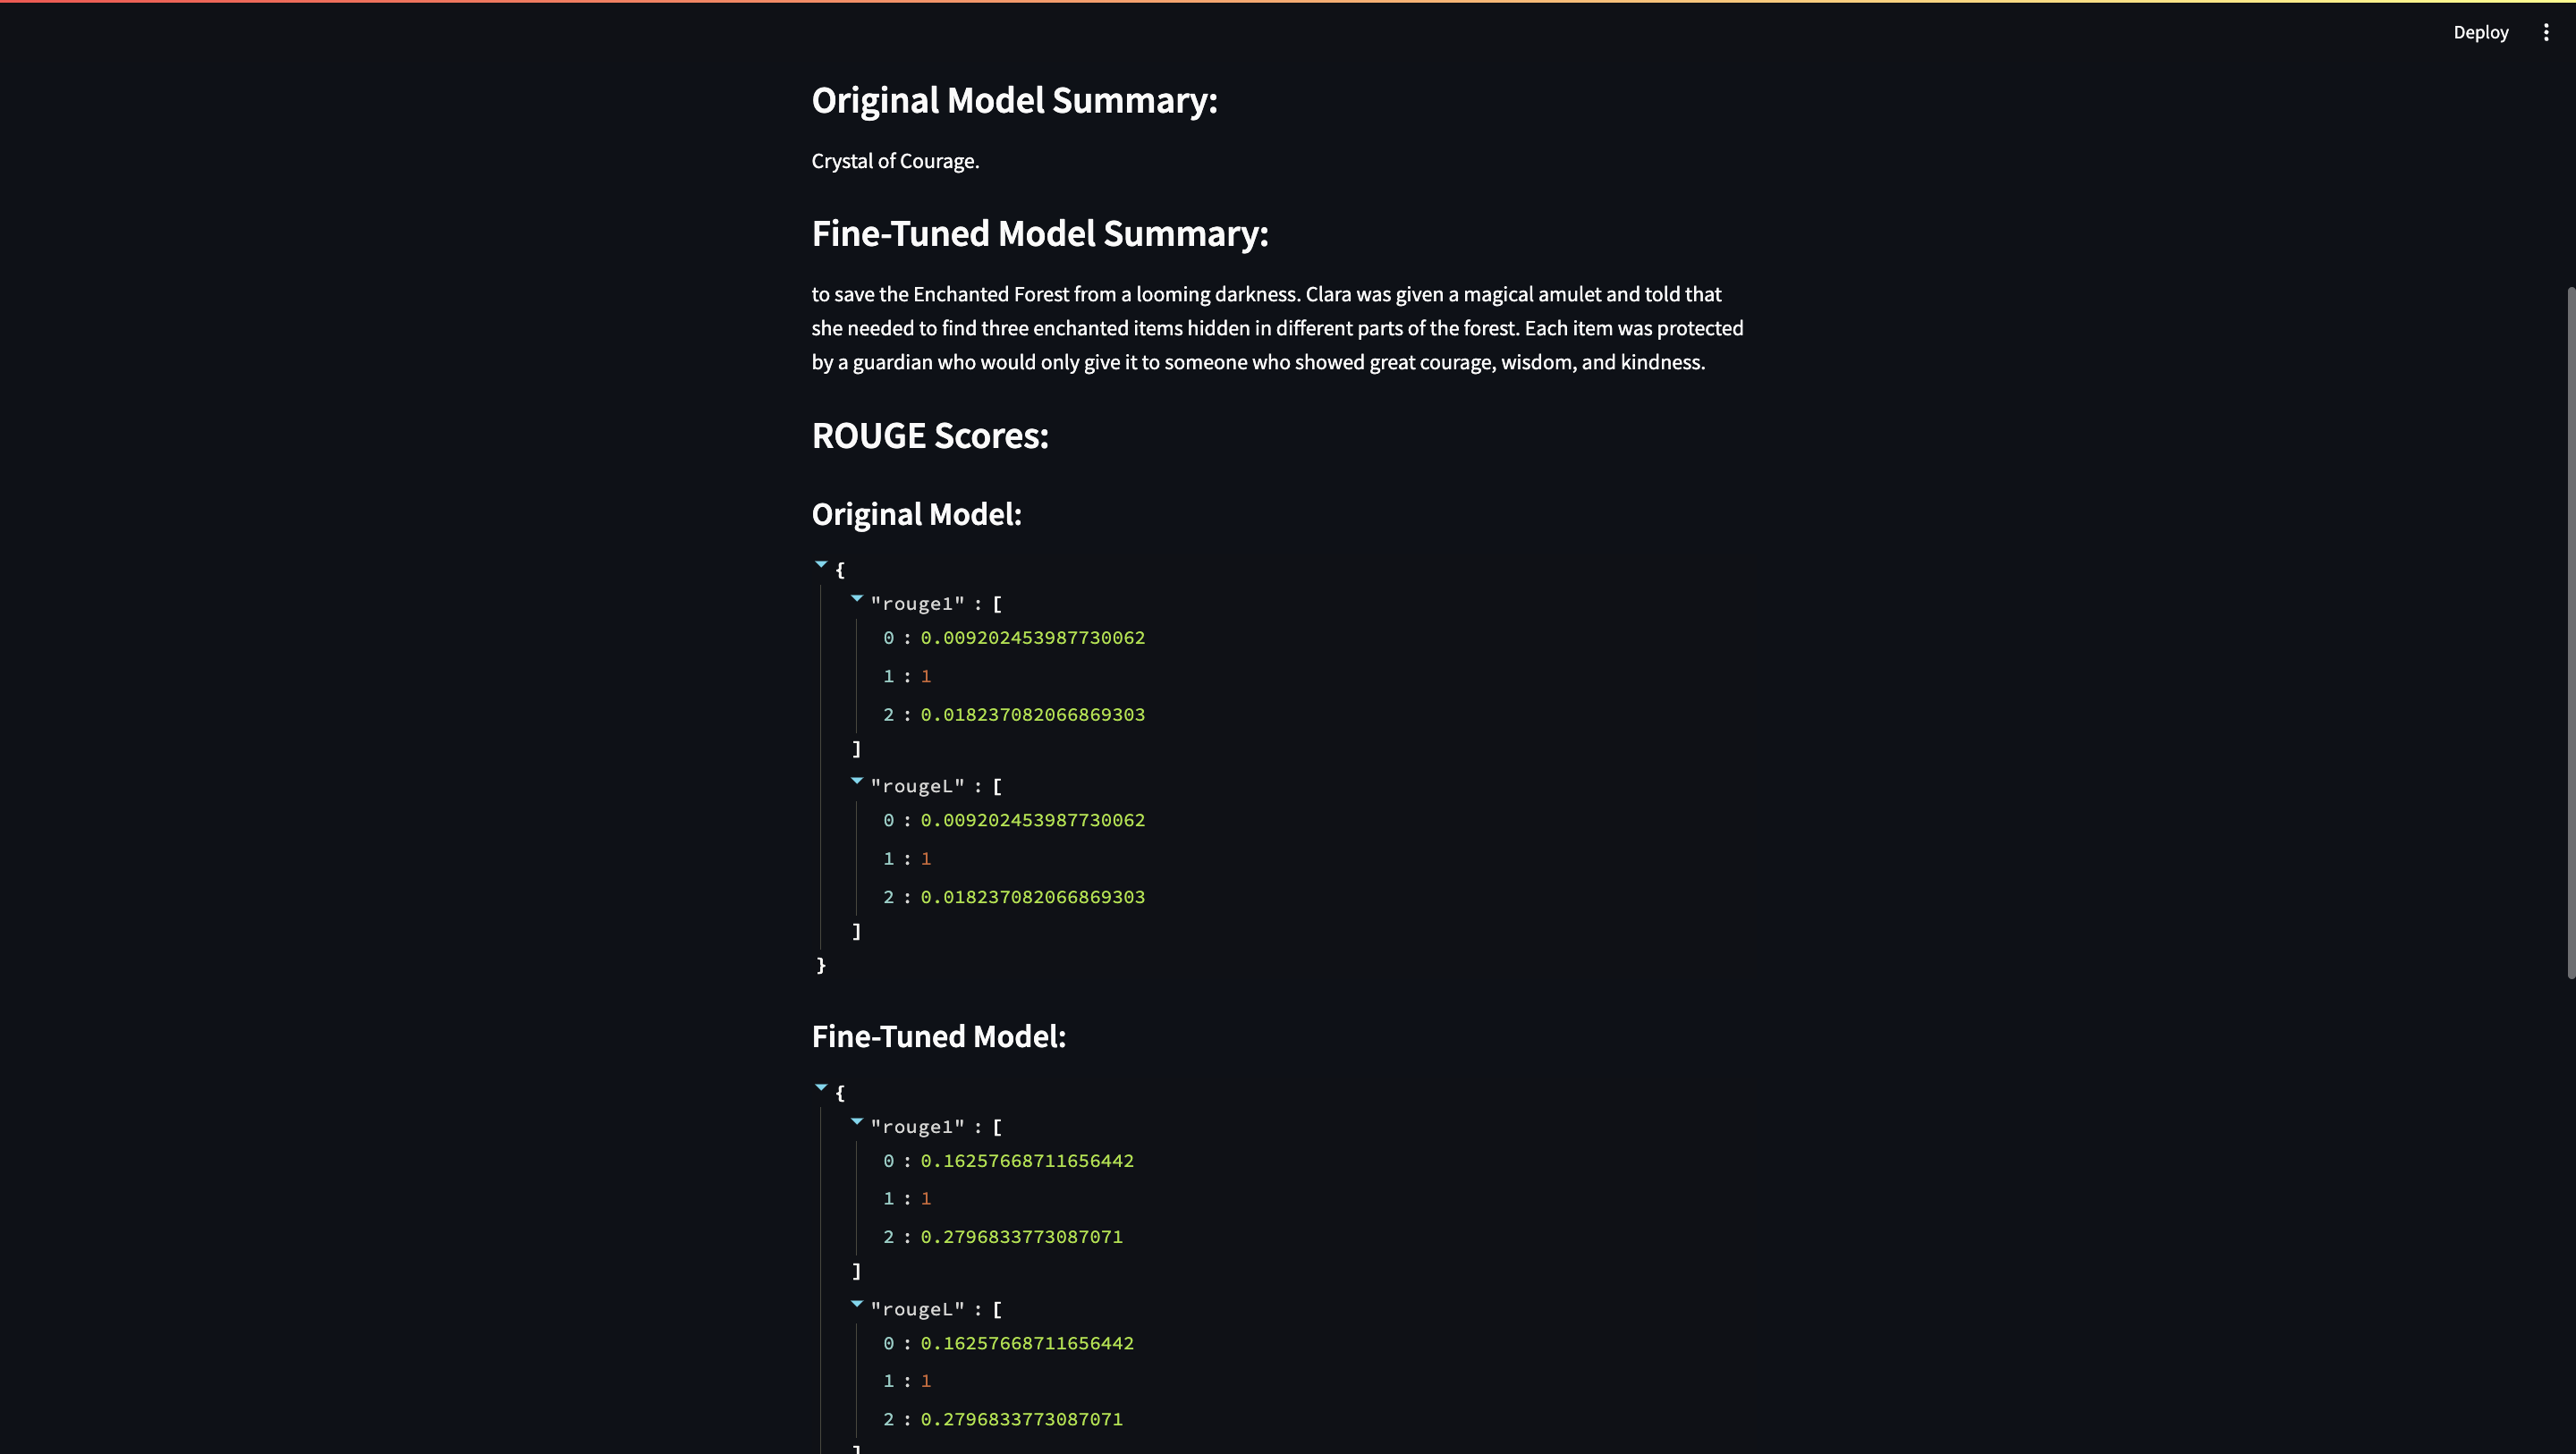 Deploy
Original Model Summary:
Crystal of Courage.
Fine-Tuned Model Summary:
to save the Enchanted Forest from a looming darkness. Clara was given a magical amulet and told that
she needed to find three enchanted items hidden in different parts of the forest. Each item was protected
by a guardian who would only give it to someone who showed great courage, wisdom, and kindness.
ROUGE Scores:
Original Model:
{
"rouge1" : [
0 : 0.009202453987730062
1 : 1
2 : 0.018237082066869303
]
"rougeL" : [
0 : 0.009202453987730062
1 : 1
2 : 0.018237082066869303
]
}
Fine-Tuned Model:
{
"rouge1" : [
0 : 0.16257668711656442
1 : 1
2 : 0.2796833773087071
]
"rougeL" : [
0 : 0.16257668711656442
1 : 1
2 : 0.2796833773087071
]